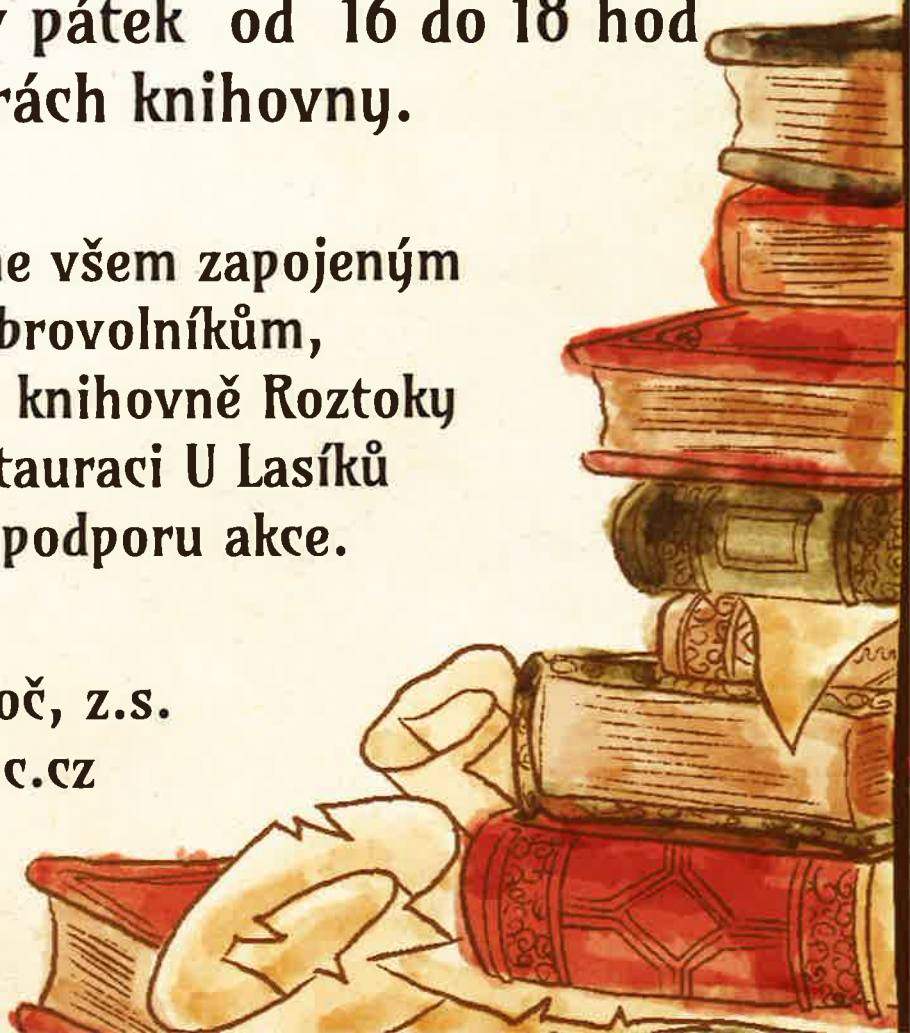 pátek od 16 do 18 hod
rách knihovny.
e všem zapojeným
brovolníkům,
knihovně Roztoky
tauraci U Lasíků
podporu akce.
oč, z.s.
c.cz